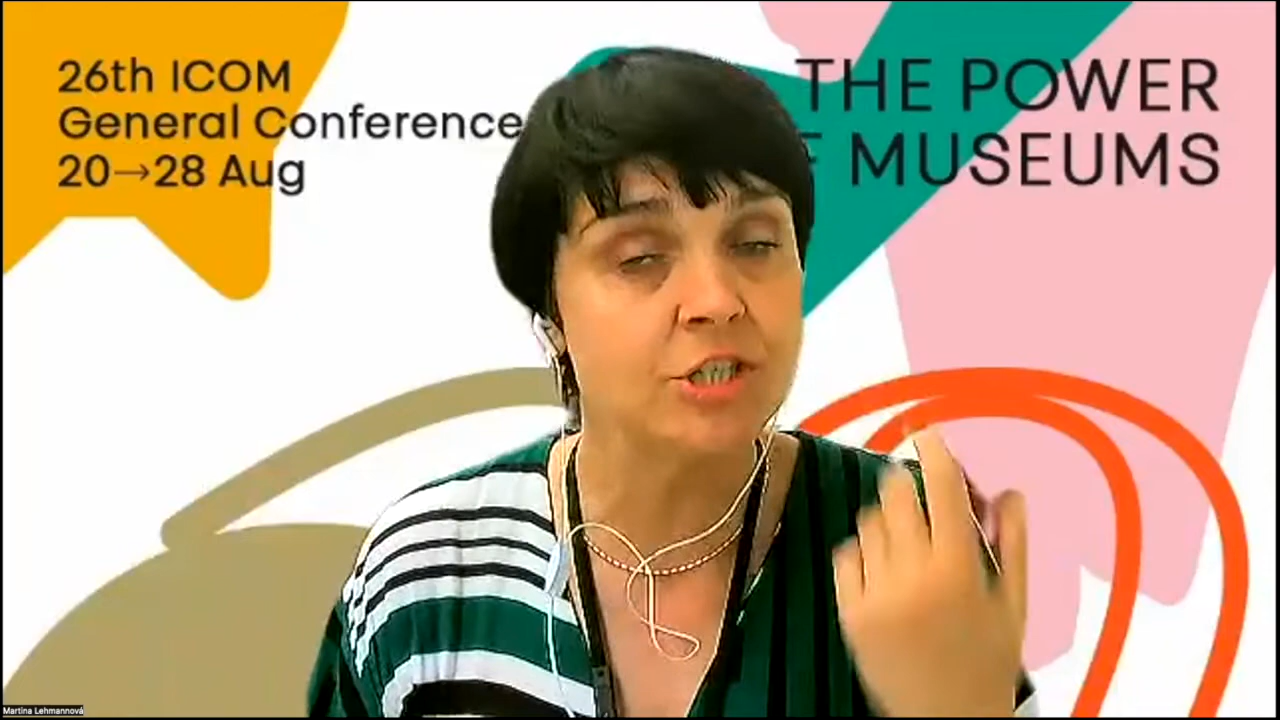 26th ICOM
General Conference
20→28 Aug
THE POWER
F MUSEUMS
Martina Lehmannová